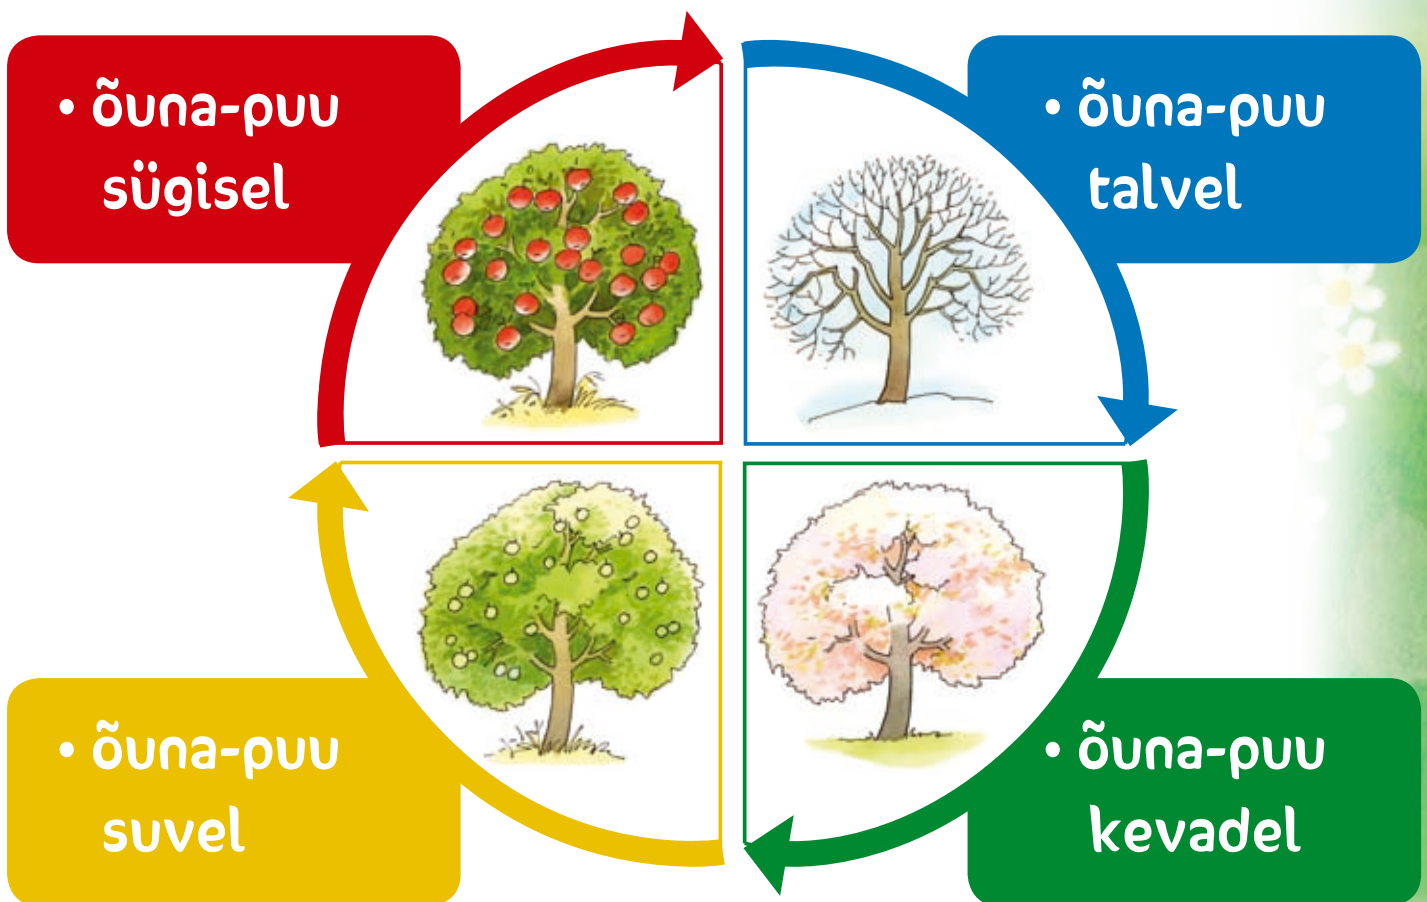 • õuna-puu
sügisel
• õuna-puu
talvel
• õuna-puu
suvel
• õuna-puu
kevadel